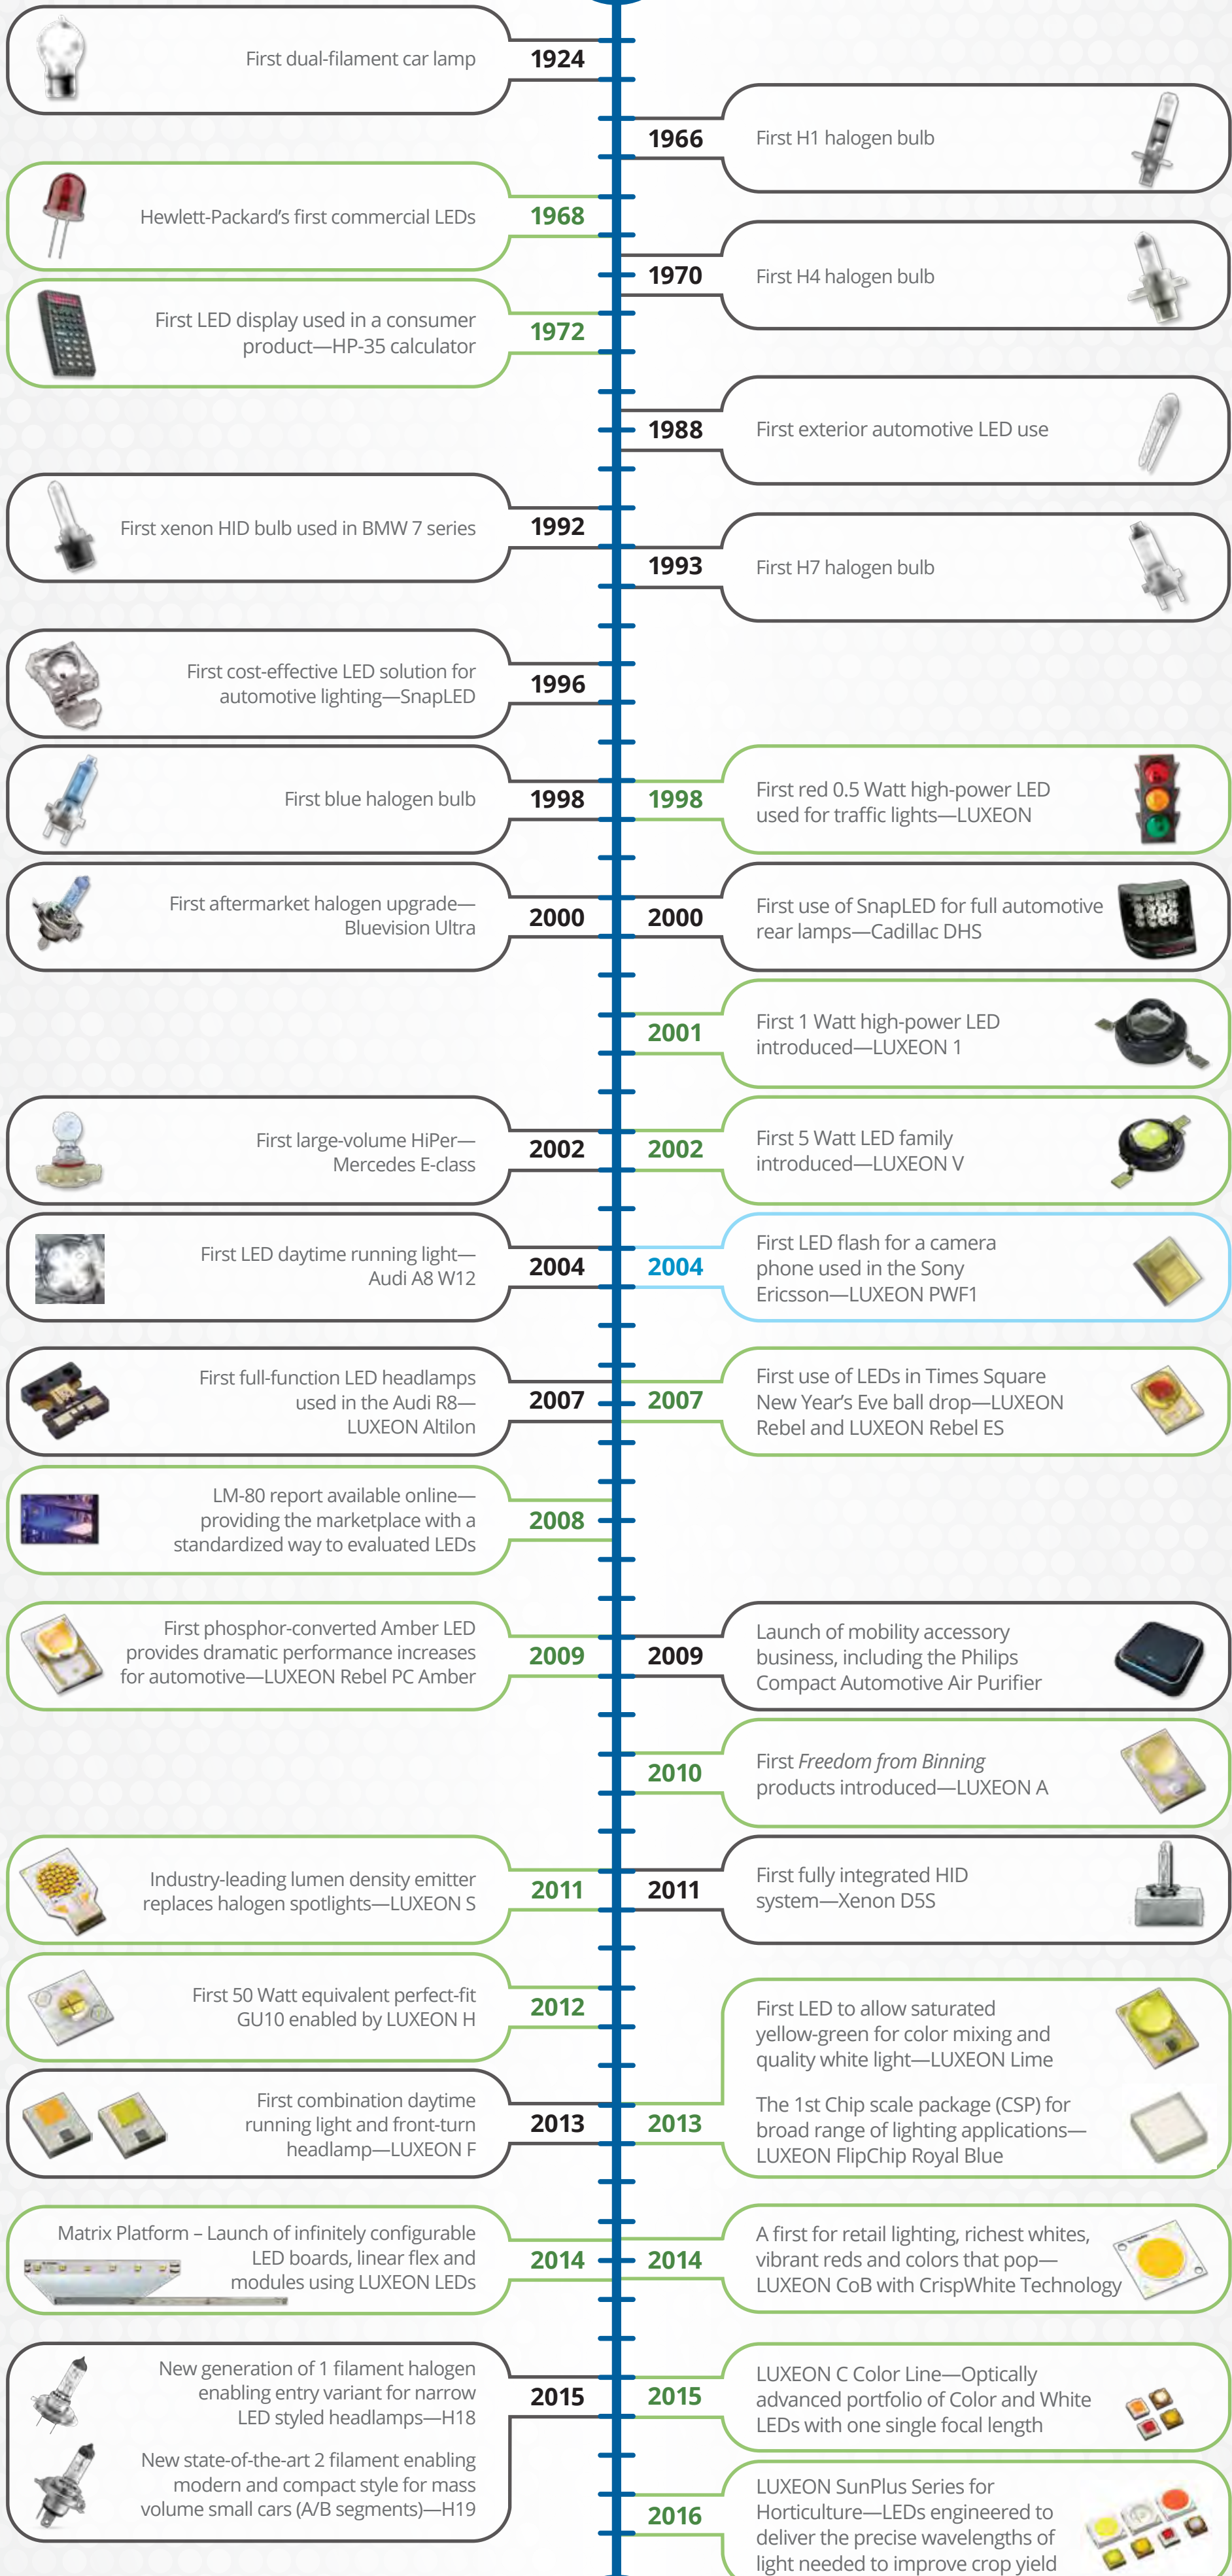 First dual-filament car lamp
1924
1966
First H1 halogen bulb
Hewlett-Packard’s first commercial LEDs
1968
1970
First H4 halogen bulb
First LED display used in a consumer
product—HP-35 calculator
1972
1988
First exterior automotive LED use
First xenon HID bulb used in BMW 7 series
1992
1993
First H7 halogen bulb
First cost-effective LED solution for
automotive lighting—SnapLED
1996
First blue halogen bulb
1998
1998
First red 0.5 Watt high-power LED
used for traffic lights—LUXEON
First aftermarket halogen upgrade—
Bluevision Ultra
2000
2000
First use of SnapLED for full automotive
rear lamps—Cadillac DHS
2001
First 1 Watt high-power LED
introduced—LUXEON 1
First large-volume HiPer—
Mercedes E-class
2002
2002
First 5 Watt LED family
introduced—LUXEON V
First LED daytime running light—
Audi A8 W12
2004
2004
First LED flash for a camera
phone used in the Sony
Ericsson—LUXEON PWF1
First full-function LED headlamps
used in the Audi R8—
LUXEON Altilon
2007
2007
First use of LEDs in Times Square
New Year’s Eve ball drop—LUXEON
Rebel and LUXEON Rebel ES
LM-80 report available online—
providing the marketplace with a
standardized way to evaluated LEDs
2008
First phosphor-converted Amber LED
provides dramatic performance increases
for automotive—LUXEON Rebel PC Amber
2009
2009
Launch of mobility accessory
business, including the Philips
Compact Automotive Air Purifier
2010
First Freedom from Binning
products introduced—LUXEON A
Industry-leading lumen density emitter
replaces halogen spotlights—LUXEON S
2011
2011
First fully integrated HID
system—Xenon D5S
First 50 Watt equivalent perfect-fit
GU10 enabled by LUXEON H
2012
First combination daytime
running light and front-turn
headlamp—LUXEON F
2013
2013
First LED to allow saturated
yellow-green for color mixing and
quality white light—LUXEON Lime
The 1st Chip scale package (CSP) for
broad range of lighting applications—
LUXEON FlipChip Royal Blue
Matrix Platform – Launch of infinitely configurable
LED boards, linear flex and
modules using LUXEON LEDs
2014
2014
A first for retail lighting, richest whites,
vibrant reds and colors that pop—
LUXEON CoB with CrispWhite Technology
New generation of 1 filament halogen
enabling entry variant for narrow
LED styled headlamps—H18
New state-of-the-art 2 filament enabling
modern and compact style for mass
volume small cars (A/B segments)—H19
2015
2015
LUXEON C Color Line—Optically
advanced portfolio of Color and White
LEDs with one single focal length
2016
LUXEON SunPlus Series for
Horticulture—LEDs engineered to
deliver the precise wavelengths of
light needed to improve crop yield